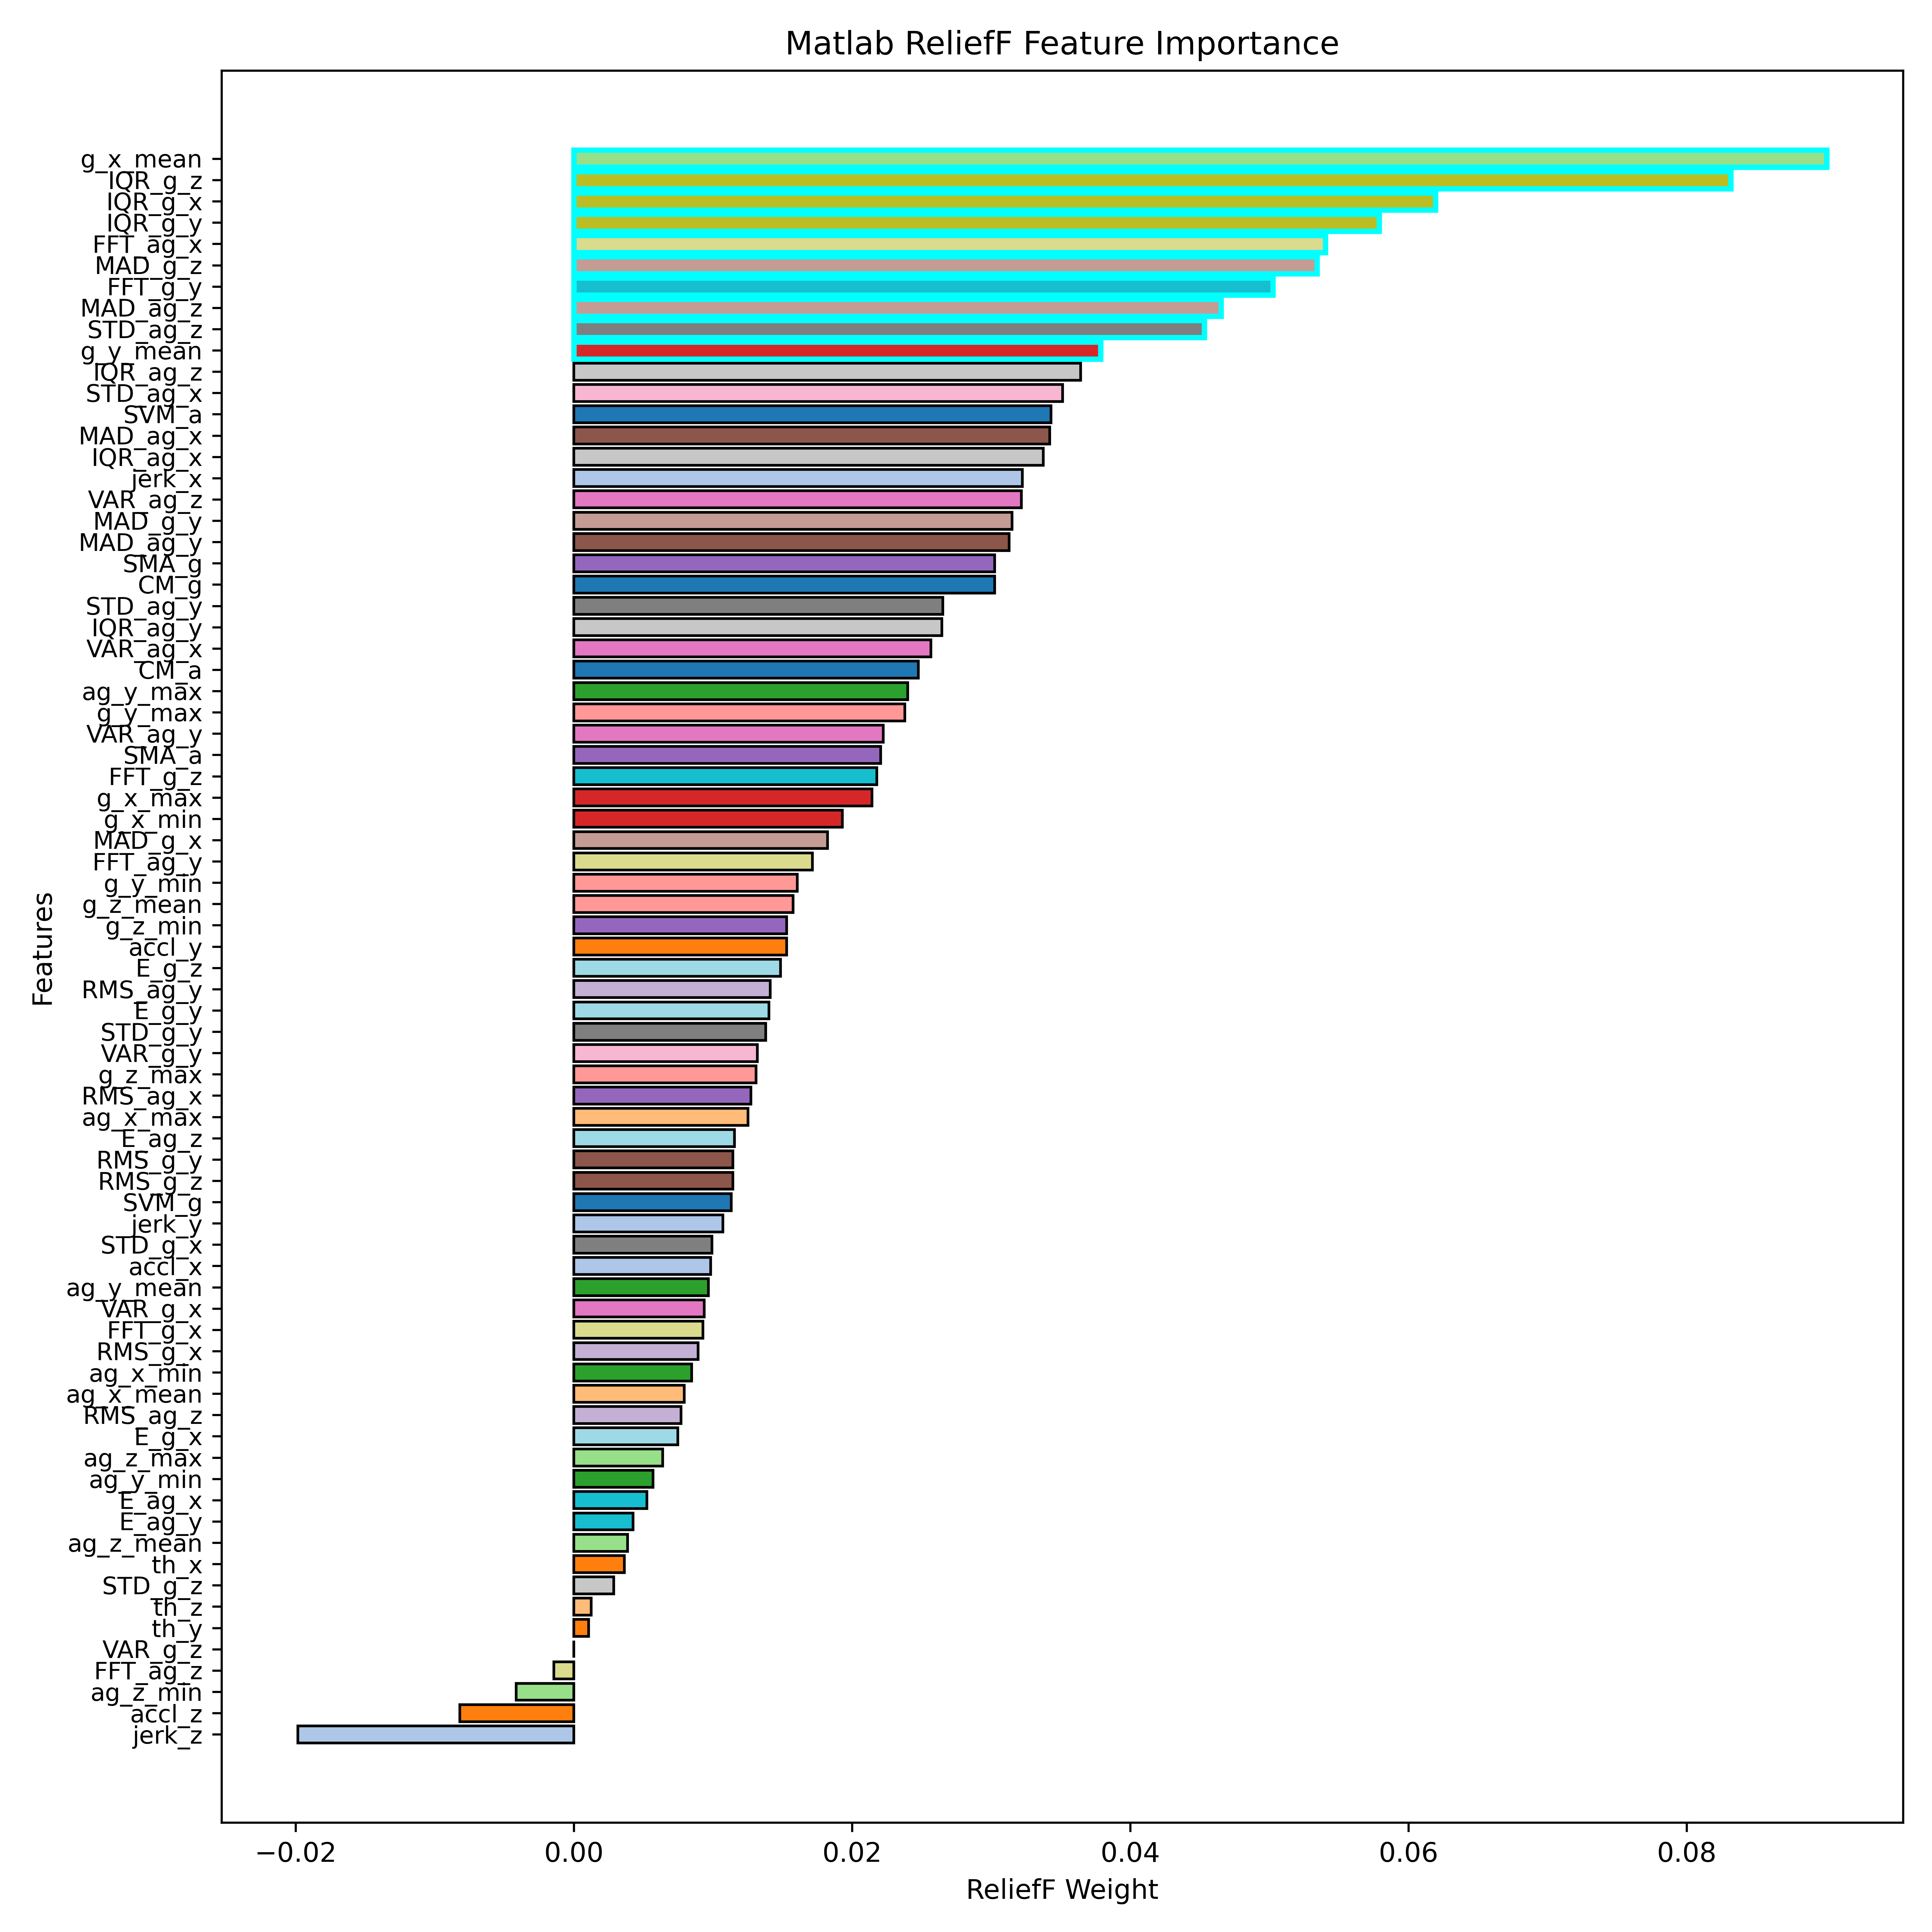 Matlab ReliefF Feature Importance
g_x_mean
IQR_g_z
IQR_g_x
IQR_g_y
FFT_ag_x
MAD_g_z
FFT_g_y
MAD_ag_z
STD_ag_z
g_y_mean
IQR_ag_z
STD_ag_x
SVM_a
MAD_ag_x
IQR_ag_x
jerk_x
VAR_ag_z
MAD_g_y
MAD_ag_y
SMA_g
CM_g
STD_ag_y
IQR_ag_y
VAR_ag_x
CM_a
ag_y_max
g_y_max
VAR_ag_y
SMA_a
FFT_g_z
g_x_max
g_x_min
MAD_g_x
FFT_ag_y
g_y_min
g_z_mean
g_z_min
accl_y
E_g_z
RMS_ag_y
E_g_y
STD_g_y
VAR_g_y
g_z_max
RMS_ag_x
ag_x_max
E_ag_z
RMS_g_y
RMS_g_z
SVM_g
jerk_y
STD_g_x
accl_x
ag_y_mean
VAR_g_x
FFT_g_x
RMS_g_x
ag_x_min
ag_x_mean
RMS_ag_z
E_g_x
ag_z_max
ag_y_min
E_ag_x
E_ag_y
ag_z_mean
th_x
STD_g_z
th_z
th_y
VAR_g_z
FFT_ag_z
ag_z_min
accl_z
jerk_z
Features
−0.02 0.00 0.02 0.04 0.06 0.08
ReliefF Weight